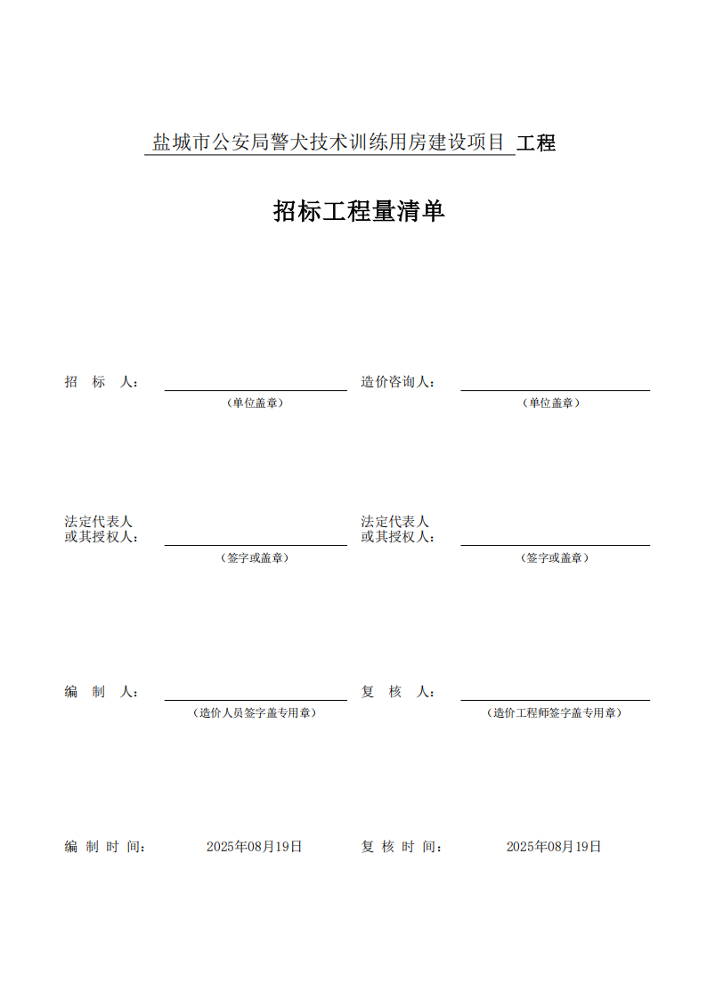 盐城市公安局警犬技术训练用房建设项目 工程
招标工程量清单
招 标 人: 造价咨询人:
（单位盖章） （单位盖章）
法定代表人 法定代表人
或其授权人: 或其授权人:
（签字或盖章） （签字或盖章）
编 制 人: 复 核 人:
（造价人员签字盖专用章） （造价工程师签字盖专用章）
编 制 时 间: 2025年08月19日 复 核 时 间: 2025年08月19日